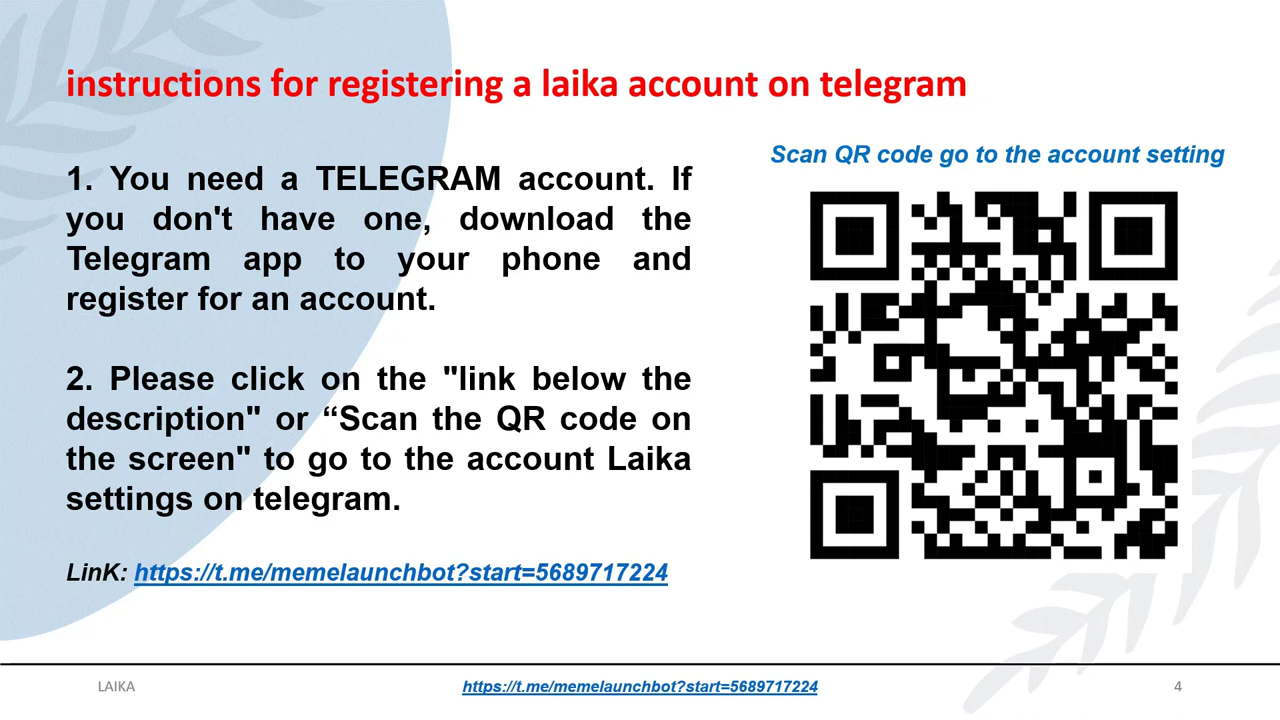 instructions for registering a laika account on telegram
Scan QR code go to the account setting
1. You need a TELEGRAM account. If
you don't have one, download the
Telegram app to your phone and
register for an account.
2. Please click on the "link below the
description" or “Scan the QR code on
the screen" to go to the account Laika
settings on telegram.
LinK: https://t.me/memelaunchbot?start=5689717224
LAIKA
https://t.me/memelaunchbot?start=5689717224
4